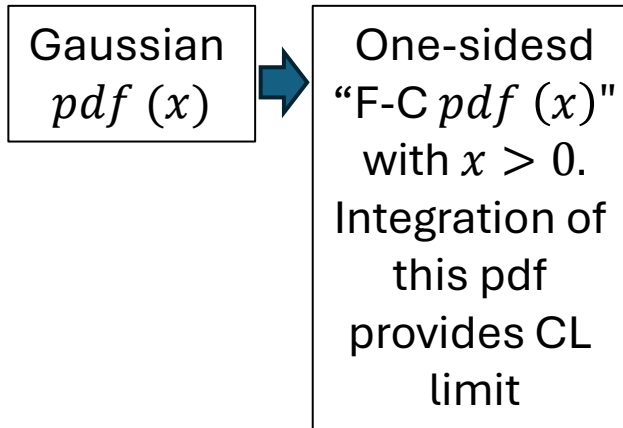 Gaussian
pdf (x)
One-sidesd
“F-C pdf (x)"
with x > 0.
Integration of
this pdf
provides CL
limit